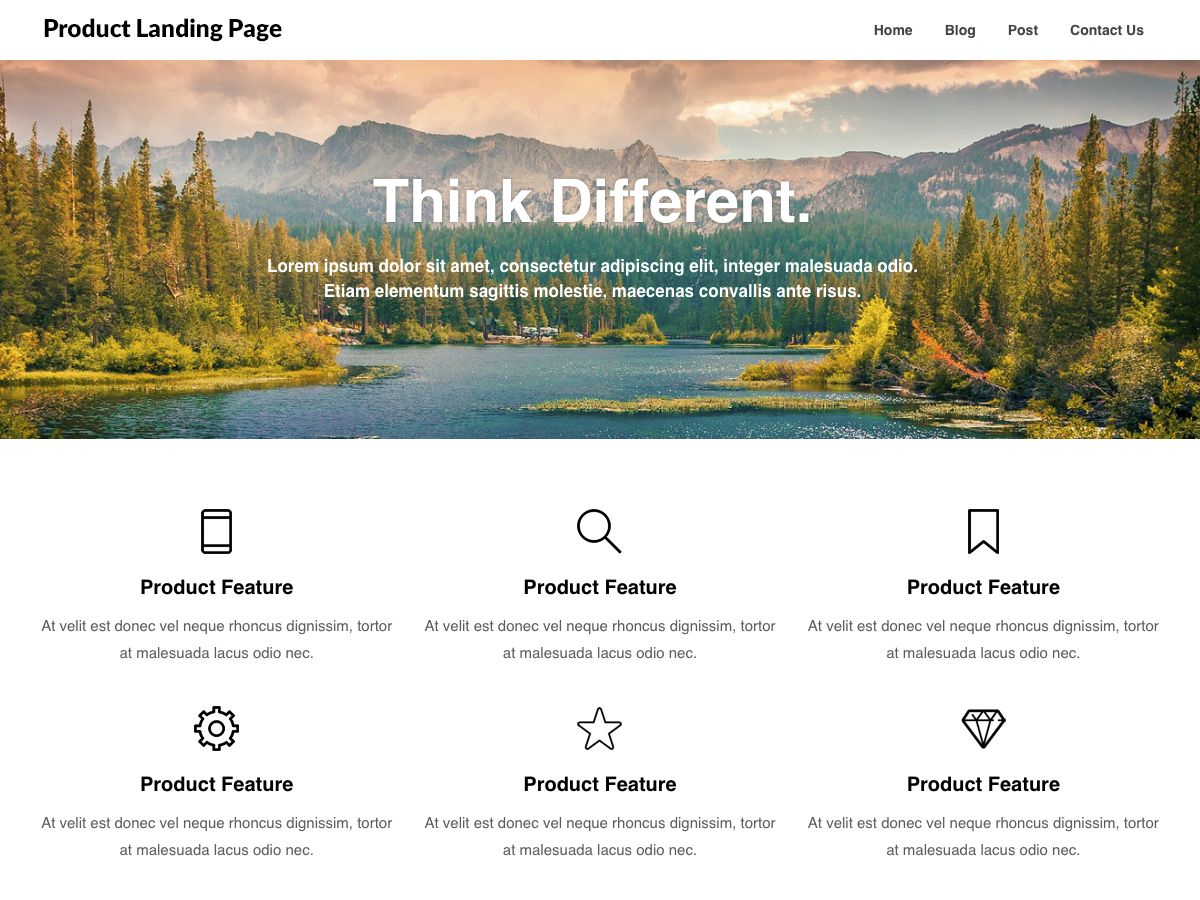 Product Landing Page
Home Blog Post Contact Us
Think Different.
Lorem ipsum dolor sit amet, consectetur adipiscing elit, integer malesuada odio.
Etiam elementum sagittis molestie, maecenas convallis ante risus.
Product Feature
At velit est donec vel neque rhoncus dignissim, tortor
at malesuada lacus odio nec.
Product Feature
At velit est donec vel neque rhoncus dignissim, tortor
at malesuada lacus odio nec.
Product Feature
At velit est donec vel neque rhoncus dignissim, tortor
at malesuada lacus odio nec.
Product Feature
At velit est donec vel neque rhoncus dignissim, tortor
at malesuada lacus odio nec.
Product Feature
At velit est donec vel neque rhoncus dignissim, tortor
at malesuada lacus odio nec.
Product Feature
At velit est donec vel neque rhoncus dignissim, tortor
at malesuada lacus odio nec.